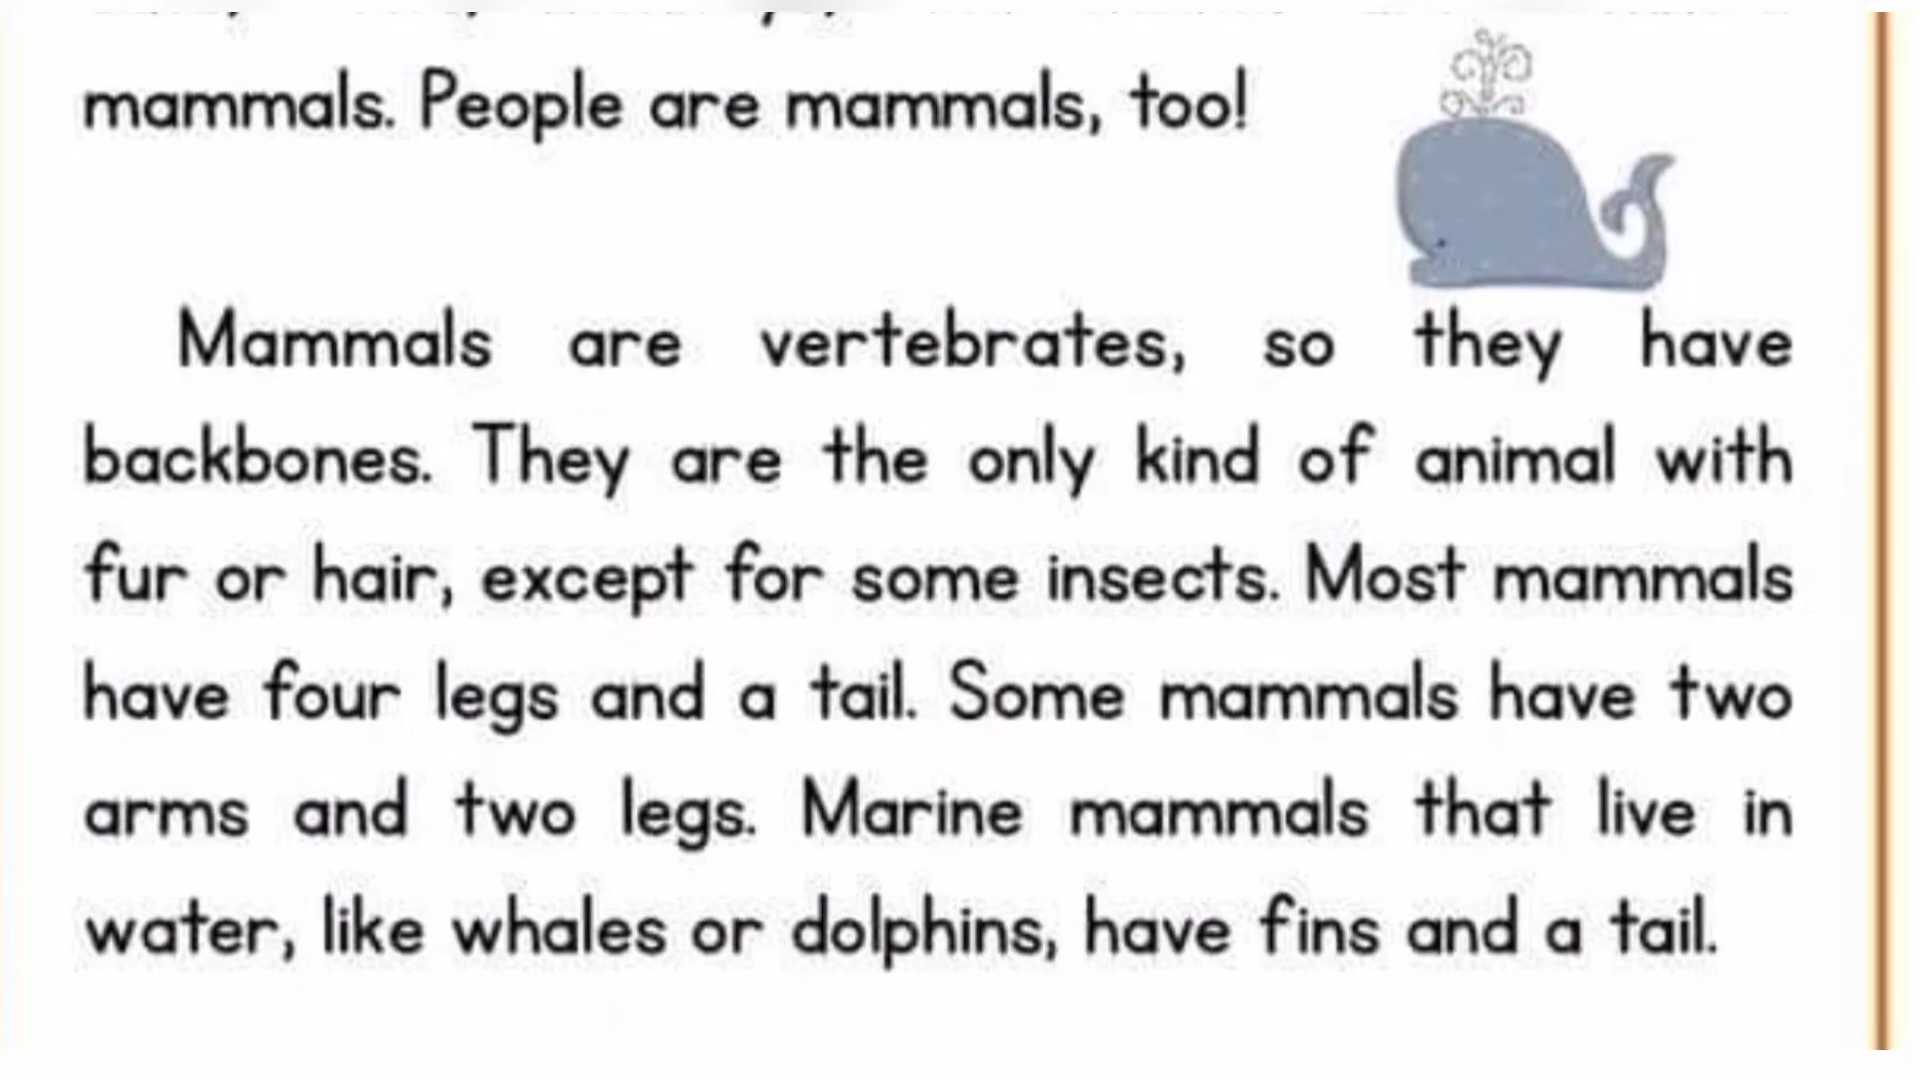 mammals. People are mammals, too!
Mammals are vertebrates, so they have
backbones. They are the only kind of animal with
fur or hair, except for some insects. Most mammals
have four legs and a tail. Some mammals have two
arms and two legs. Marine mammals that live in
water, like whales or dolphins, have fins and a tail.